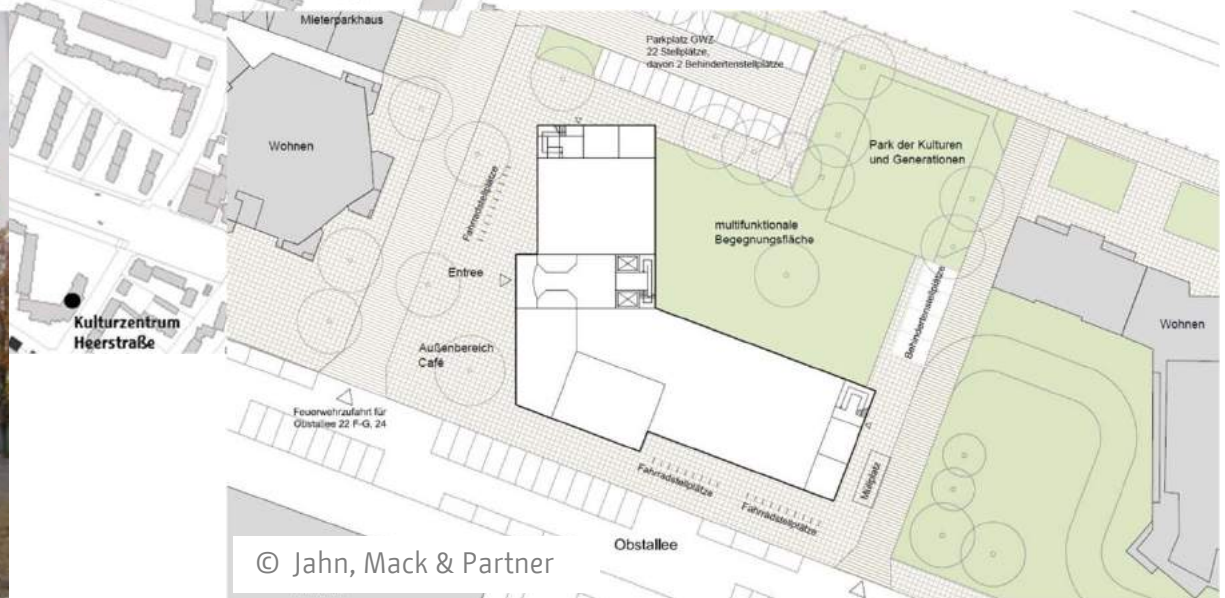 Mieterparkhaus
Parkplatz GWZ
22 Stellplätze,
davon 2 Behindertenstellplätze
Wohnen
Park der Kulturen
und Generationen
Fahrradstellplätze
multifunktionale
Begegnungsfläche
Entree
Behindertenstellplätze
Kulturzentrum
Heerstraße
Wohnen
Außenbereich
Café
Feuerwehrzufahrt für
Obstallee 22 F-G, 24
Fahrradstellplätze
Müllplatz
Fahrradstellplätze
Obstallee
© Jahn, Mack & Partner